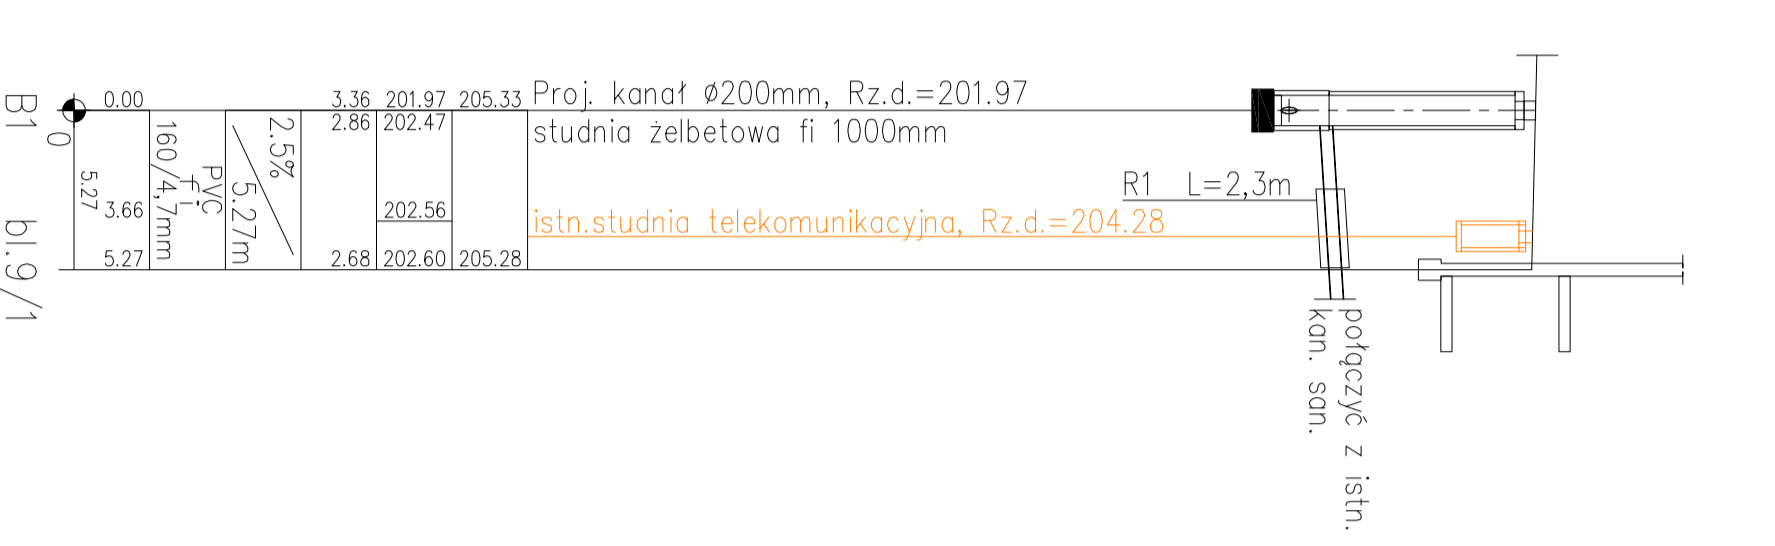 0.00
3.36 201.97 205.33
Proj. kanał ø200mm, Rz.d.=201.97
2.86 202.47
studnia żelbetowa fi 1000mm
B1
0
160/4,7mm
PVC
fi
2.5%
5.27m
5.27
R1 L=2,3m
3.66
202.56
istn.studnia telekomunikacyjna, Rz.d.=204.28
5.27
2.68 202.60 205.28
bl.9/1
połączyć z istn.
kan. san.